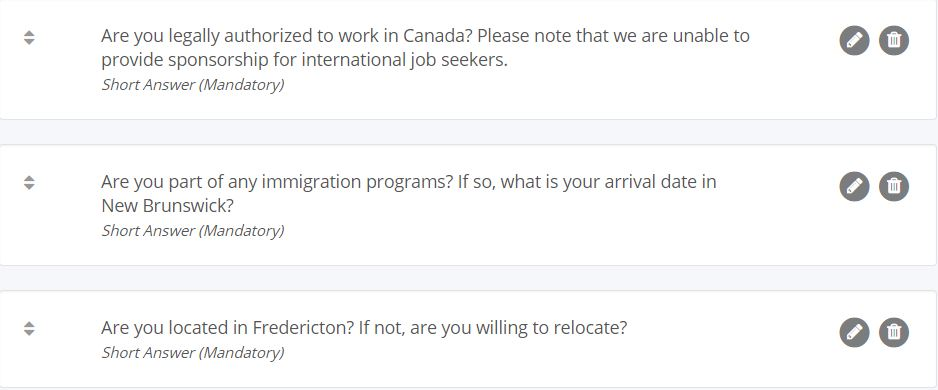 Are you legally authorized to work in Canada? Please note that we are unable to
provide sponsorship for international job seekers.
Short Answer (Mandatory)
Are you part of any immigration programs? If so, what is your arrival date in
New Brunswick?
Short Answer (Mandatory)
Are you located in Fredericton? If not, are you willing to relocate?
Short Answer (Mandatory)